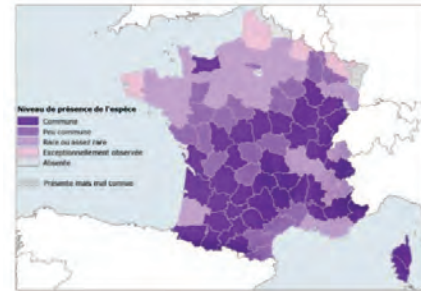 Niveau de présence de l'espèce
Commune
Peu commune
Rare ou assez rare
Exceptionnellement observée
Absente
Présente mais mal connue